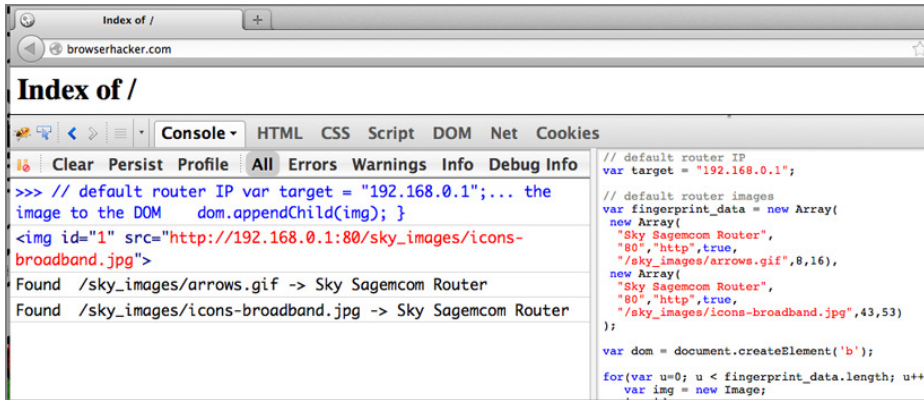 Index of /
+
browserhacker.com
Index of /
Console HTML CSS Script DOM Net Cookies
Clear Persist Profile All Errors Warnings Info Debug Info
>>> // default router IP var target = "192.168.0.1";... the
image to the DOM    dom.appendChild(img); }
<img id="1" src="http://192.168.0.1:80/sky_images/icons-
broadband.jpg">
Found  /sky_images/arrows.gif -> Sky Sagemcom Router
Found  /sky_images/icons-broadband.jpg -> Sky Sagemcom Router
// default router IP
var target = "192.168.0.1";
// default router images
var fingerprint_data = new Array(
new Array(
"Sky Sagemcom Router",
"80","http",true,
"/sky_images/arrows.gif",8,16),
new Array(
"Sky Sagemcom Router",
"80","http",true,
"/sky_images/icons-broadband.jpg",43,53)
);
var dom = document.createElement('b');
for(var u=0; u < fingerprint_data.length; u++
var img = new Image;